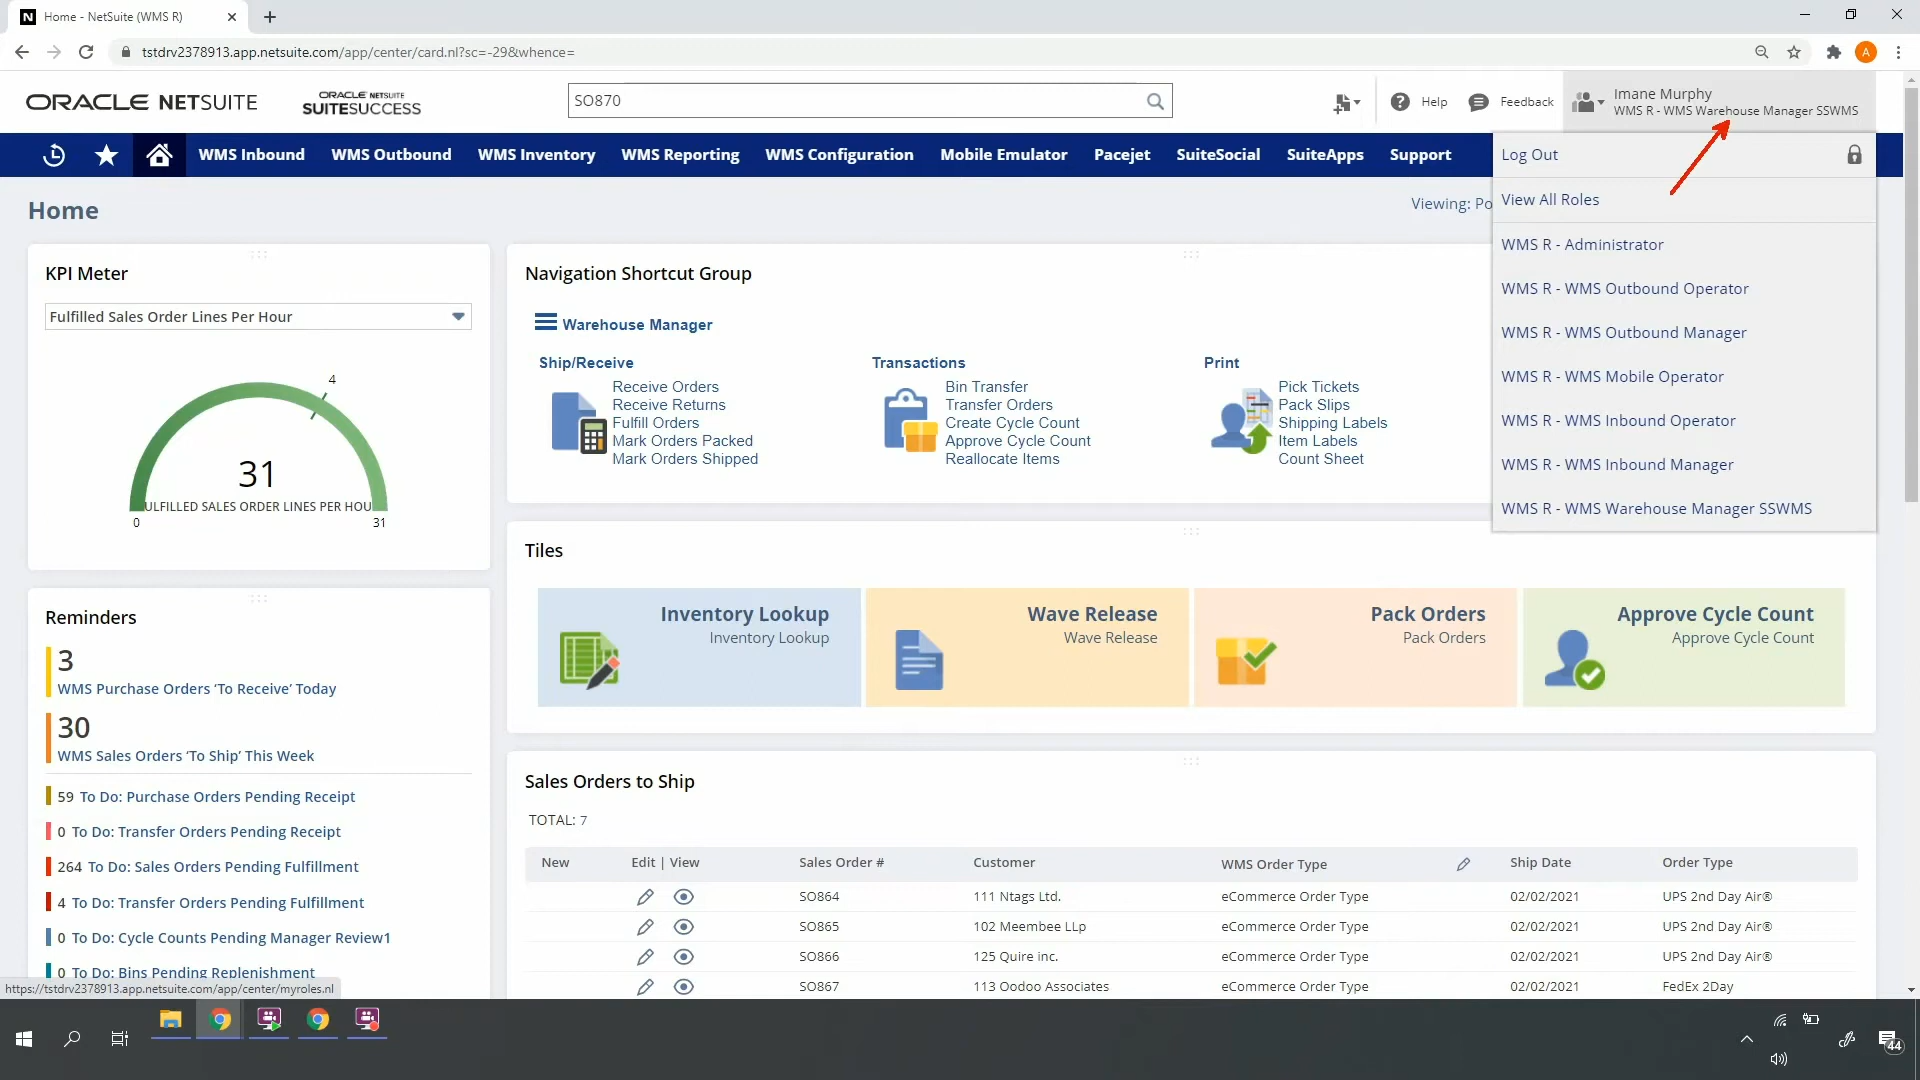 Home - NetSuite (WMS R)
tstdrv2378913.app.netsuite.com/app/center/card.nl?sc=-29&whence=
A
ORACLE NETSUITE
ORACLE NETSUITE
SUITESUCCESS
SO870
Help
Feedback
Imane Murphy
WMS R - WMS Warehouse Manager SSWMS
WMS Inbound
WMS Outbound
WMS Inventory
WMS Reporting
WMS Configuration
Mobile Emulator
Pacejet
SuiteSocial
SuiteApps
Support
Log Out
View All Roles
WMS R - Administrator
WMS R - WMS Outbound Operator
WMS R - WMS Outbound Manager
WMS R - WMS Mobile Operator
WMS R - WMS Inbound Operator
WMS R - WMS Inbound Manager
WMS R - WMS Warehouse Manager SSWMS
Home
Viewing: Po
KPI Meter
Fulfilled Sales Order Lines Per Hour
4
31
ULFILLED SALES ORDER LINES PER HOU
0
31
Navigation Shortcut Group
Warehouse Manager
Ship/Receive
Receive Orders
Receive Returns
Fulfill Orders
Mark Orders Packed
Mark Orders Shipped
Transactions
Bin Transfer
Transfer Orders
Create Cycle Count
Approve Cycle Count
Reallocate Items
Print
Pick Tickets
Pack Slips
Shipping Labels
Item Labels
Count Sheet
Tiles
Inventory Lookup
Inventory Lookup
Wave Release
Wave Release
Pack Orders
Pack Orders
Approve Cycle Count
Approve Cycle Count
Reminders
3
WMS Purchase Orders ‘To Receive’ Today
30
WMS Sales Orders ‘To Ship’ This Week
59 To Do: Purchase Orders Pending Receipt
0 To Do: Transfer Orders Pending Receipt
264 To Do: Sales Orders Pending Fulfillment
4 To Do: Transfer Orders Pending Fulfillment
0 To Do: Cycle Counts Pending Manager Review1
0 To Do: Bins Pending Replenishment
Sales Orders to Ship
TOTAL: 7
New Edit | View Sales Order # Customer WMS Order Type Ship Date Order Type
SO864 111 Ntags Ltd. eCommerce Order Type 02/02/2021 UPS 2nd Day Air®
SO865 102 Meembee LLp eCommerce Order Type 02/02/2021 UPS 2nd Day Air®
SO866 125 Quire inc. eCommerce Order Type 02/02/2021 UPS 2nd Day Air®
SO867 113 Oodoo Associates eCommerce Order Type 02/02/2021 FedEx 2Day
https://tstdrv2378913.app.netsuite.com/app/center/myroles.nl
44